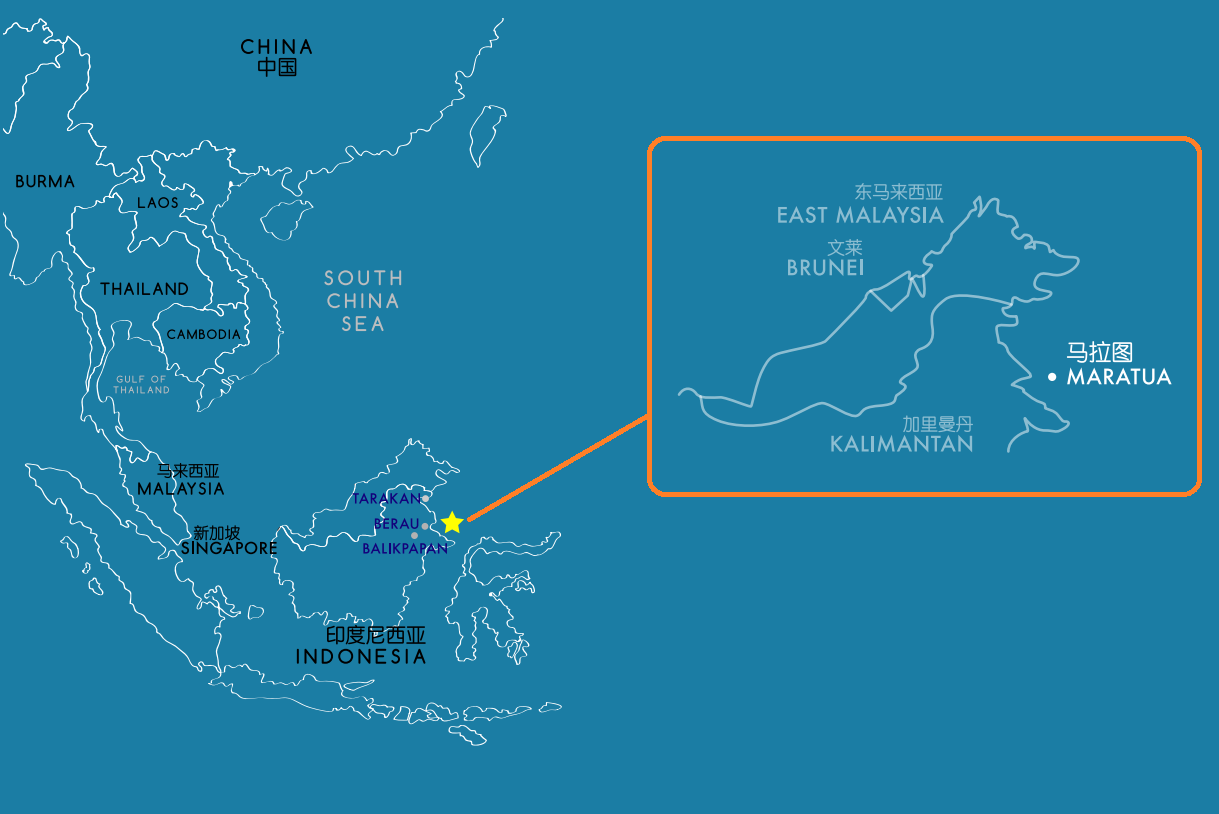 CHINA
中国
BURMA
LAOS
THAILAND
CAMBODIA
GULF OF
THAILAND
SOUTH
CHINA
SEA
马来西亚
MALAYSIA
新加坡
SINGAPORE
TARAKAN
BERAU
BALIKPAPAN
印度尼西亚
INDONESIA
东马来西亚
EAST MALAYSIA
文莱
BRUNEI
马拉图
MARATUA
加里曼丹
KALIMANTAN